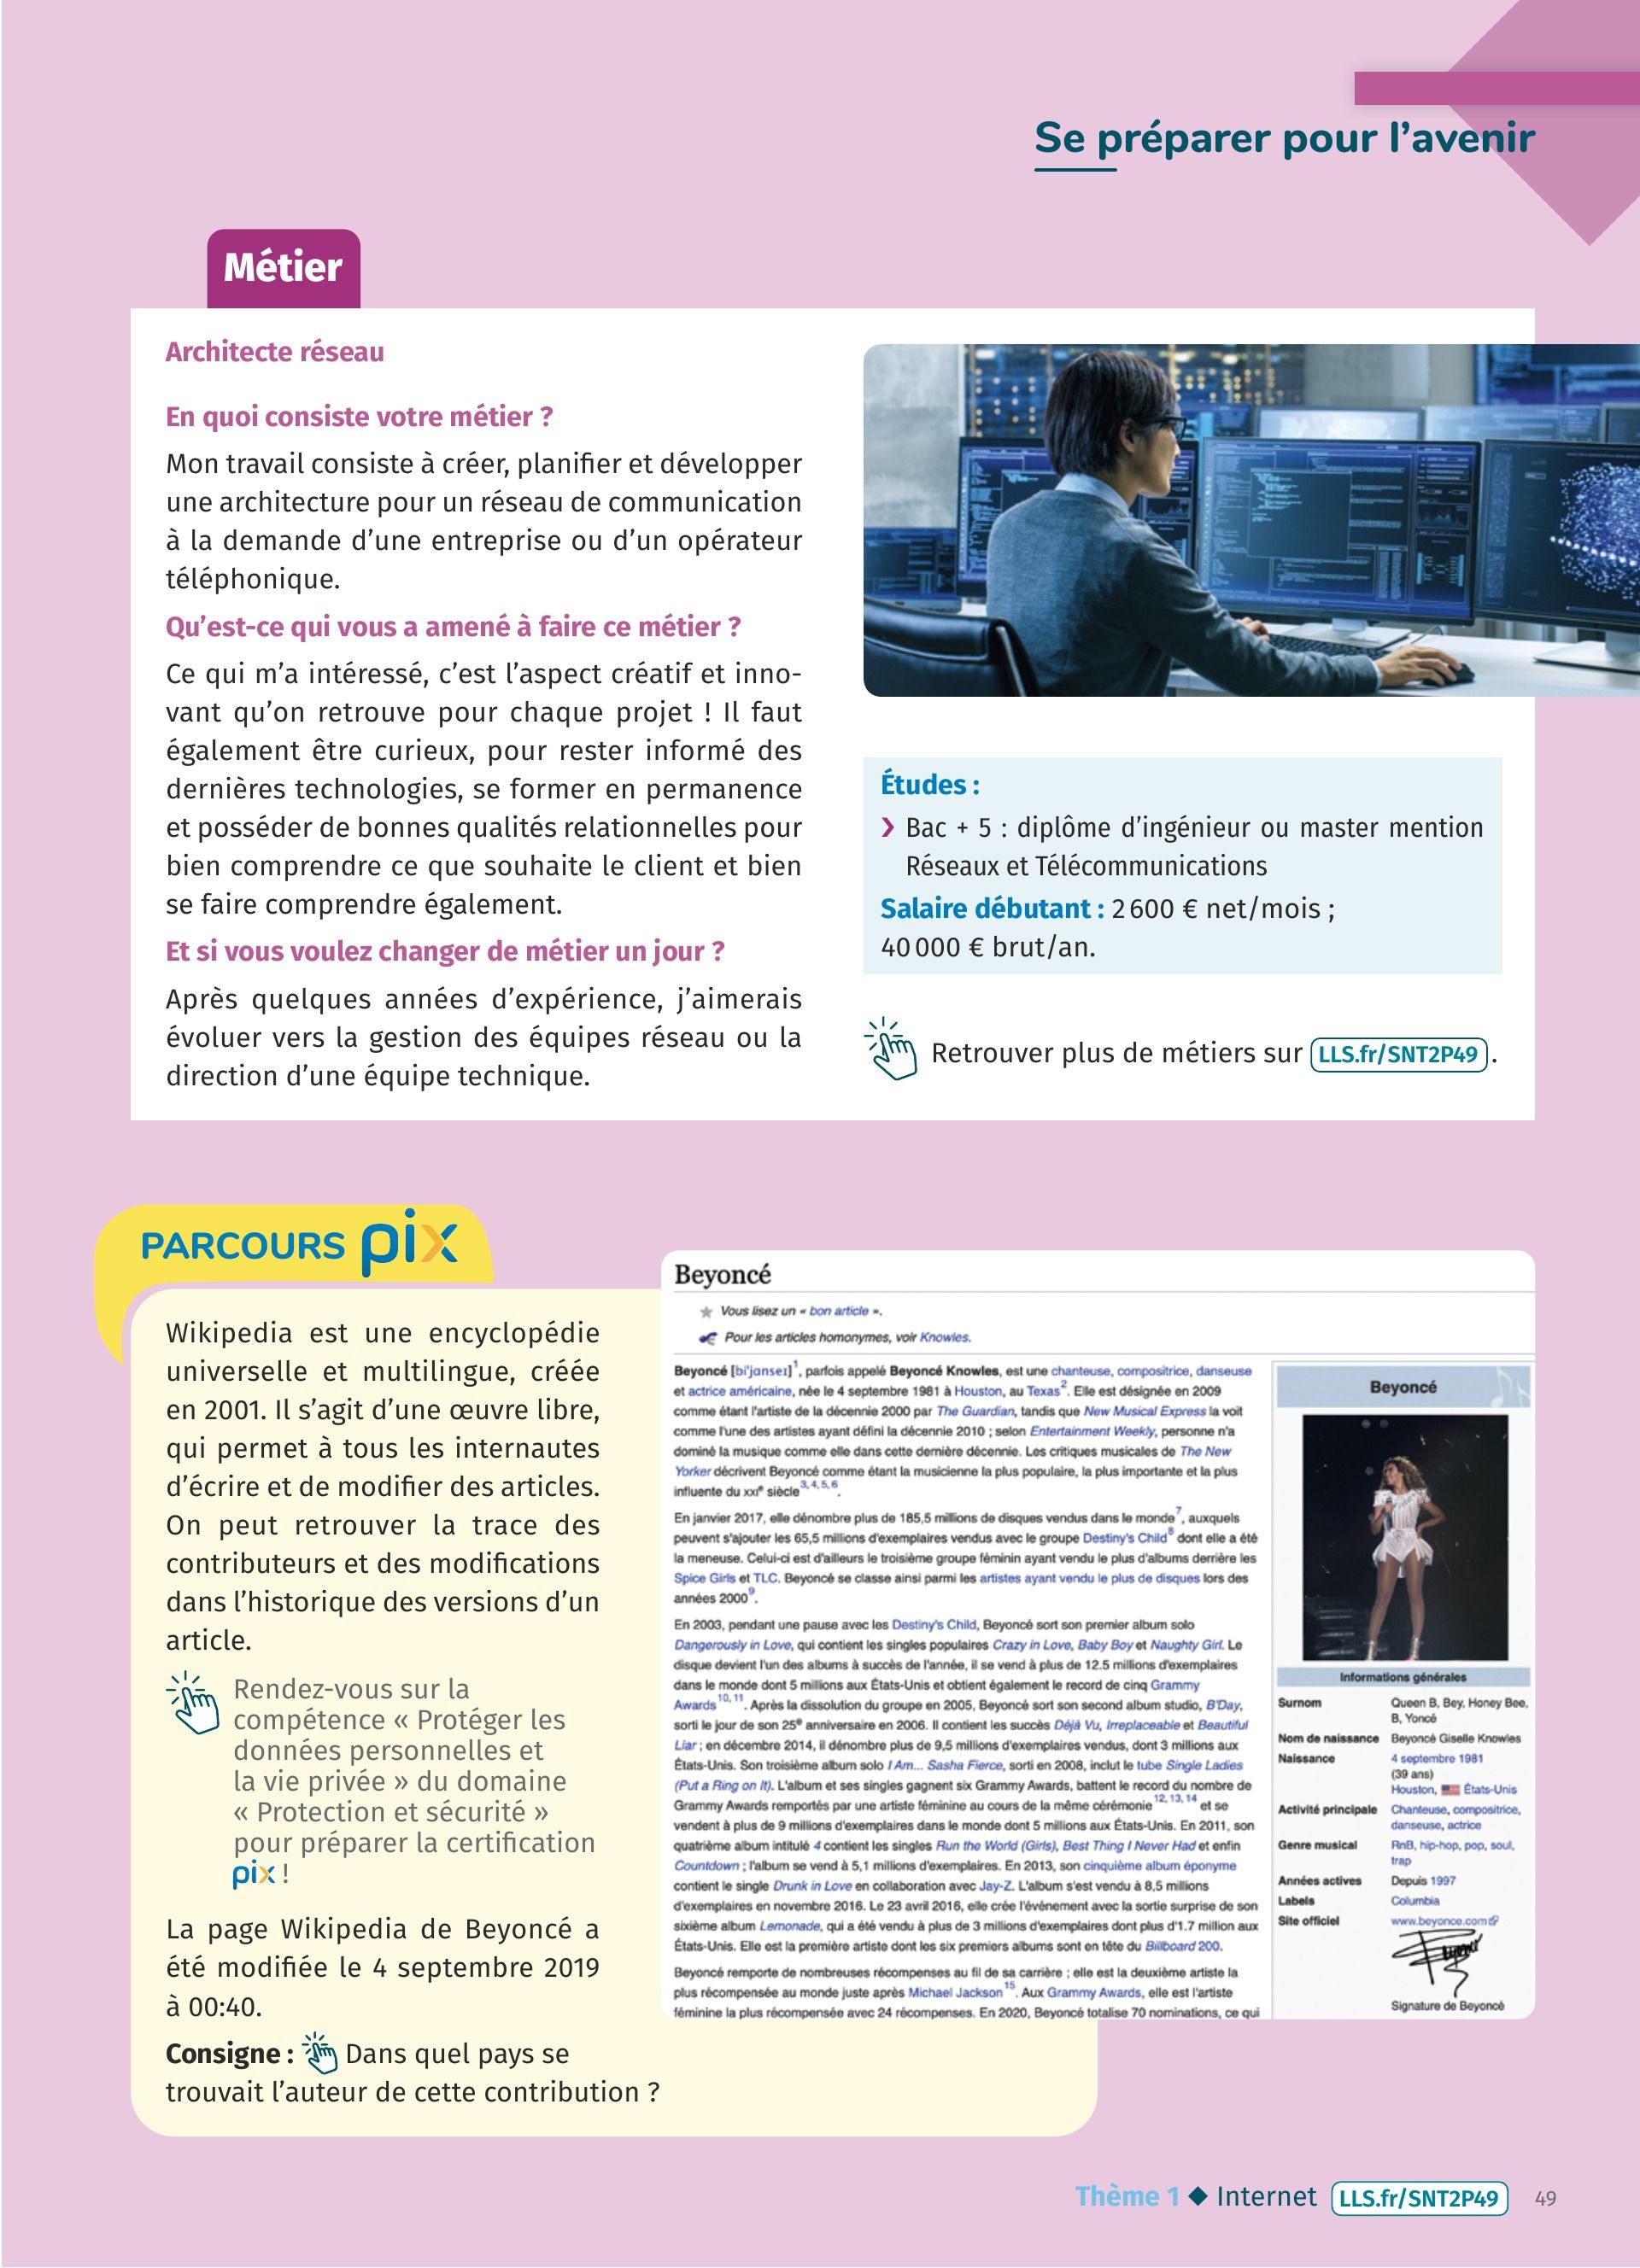 Se préparer pour l'avenir
Métier
Architecte réseau
En quoi consiste votre métier ?
Mon travail consiste à créer, planifier et développer
une architecture pour un réseau de communication
à la demande d'une entreprise ou d'un opérateur
téléphonique.
Qu'est-ce qui vous a amené à faire ce métier ?
Ce qui m'a intéressé, c'est l'aspect créatif et inno-
vant qu'on retrouve pour chaque projet ! Il faut
également être curieux, pour rester informé des
dernières technologies, se former en permanence
et posséder de bonnes qualités relationnelles pour
bien comprendre ce que souhaite le client et bien
se faire comprendre également.
Et si vous voulez changer de métier un jour ?
Après quelques années d'expérience, j'aimerais
évoluer vers la gestion des équipes réseau ou la
direction d'une équipe technique.
Études :
› Bac + 5 : diplôme d'ingénieur ou master mention
Réseaux et Télécommunications
Salaire débutant : 2 600 € net/mois ;
40 000 € brut/an.
Retrouver plus de métiers sur LLS.fr/SNT2P49.
PARCOURS pix
Wikipedia est une encyclopédie
universelle et multilingue, créée
en 2001. Il s'agit d'une œuvre libre,
qui permet à tous les internautes
d'écrire et de modifier des articles.
On peut retrouver la trace des
contributeurs et des modifications
dans l'historique des versions d'un
article.
Rendez-vous sur la
compétence « Protéger les
données personnelles et
la vie privée » du domaine
« Protection et sécurité »
pour préparer la certification
pix !
La page Wikipedia de Beyoncé a
été modifiée le 4 septembre 2019
à 00:40.
Consigne : Dans quel pays se
trouvait l'auteur de cette contribution ?
Beyoncé
Vous lisez un « bon article ».
Pour les articles homonymes, voir Knowles.
Beyoncé [bi'jɑnseɪ]1, parfois appelé Beyoncé Knowles, est une chanteuse, compositrice, danseuse
et actrice américaine, née le 4 septembre 1981 à Houston, au Texas2. Elle est désignée en 2009
comme étant l'artiste de la décennie 2000 par The Guardian, tandis que New Musical Express la voit
comme l'une des artistes ayant défini la décennie 2010 ; selon Entertainment Weekly, personne n'a
dominé la musique comme elle dans cette dernière décennie. Les critiques musicales de The New
Yorker décrivent Beyoncé comme étant la musicienne la plus populaire, la plus importante et la plus
influente du XXIe siècle3,4,5,6.
En janvier 2017, elle dénombre plus de 185,5 millions de disques vendus dans le monde7, auxquels
peuvent s'ajouter les 65,5 millions d'exemplaires vendus avec le groupe Destiny's Child8 dont elle a été
la meneuse. Celui-ci est d'ailleurs le troisième groupe féminin ayant vendu le plus d'albums derrière les
Spice Girls et TLC. Beyoncé se classe ainsi parmi les artistes ayant vendu le plus de disques lors des
années 20009.
En 2003, pendant une pause avec les Destiny's Child, Beyoncé sort son premier album solo
Dangerously in Love, qui contient les singles populaires Crazy in Love, Baby Boy et Naughty Girl. Le
disque devient l'un des albums à succès de l'année, il se vend à plus de 12.5 millions d'exemplaires
dans le monde dont 5 millions aux États-Unis et obtient également le record de cinq Grammy
Awards10,11. Après la dissolution du groupe en 2005, Beyoncé sort son second album studio, B'Day,
sorti le jour de son 25e anniversaire en 2006. Il contient les succès Déjà Vu, Irreplaceable et Beautiful
Liar ; en décembre 2014, il dénombre plus de 9,5 millions d'exemplaires vendus, dont 3 millions aux
États-Unis. Son troisième album solo I Am... Sasha Fierce, sorti en 2008, inclut le tube Single Ladies
(Put a Ring on It). L'album et ses singles gagnent six Grammy Awards, battent le record du nombre de
Grammy Awards remportés par une artiste féminine au cours de la même cérémonie12,13,14 et se
vendent à plus de 9 millions d'exemplaires dans le monde dont 5 millions aux États-Unis. En 2011, son
quatrième album intitulé 4 contient les singles Run the World (Girls), Best Thing I Never Had et enfin
Countdown ; l'album se vend à 5,1 millions d'exemplaires. En 2013, son cinquième album éponyme
contient le single Drunk in Love en collaboration avec Jay-Z. L'album s'est vendu à 8,5 millions
d'exemplaires en novembre 2016. Le 23 avril 2016, elle crée l'événement avec la sortie surprise de son
sixième album Lemonade, qui a été vendu à plus de 3 millions d'exemplaires dont plus d'1.7 million aux
États-Unis. Elle est la première artiste dont les six premiers albums sont en tête du Billboard 200.
Beyoncé remporte de nombreuses récompenses au fil de sa carrière ; elle est la deuxième artiste la
plus récompensée au monde juste après Michael Jackson15. Aux Grammy Awards, elle est l'artiste
féminine la plus récompensée avec 24 récompenses. En 2020, Beyoncé totalise 70 nominations, ce qui
Beyoncé
Informations générales
Surnom Queen B, Bey, Honey Bee,
B, Yoncé
Nom de naissance Beyoncé Giselle Knowles
Naissance 4 septembre 1981
(39 ans)
Houston, États-Unis
Activité principale Chanteuse, compositrice,
danseuse, actrice
Genre musical RnB, hip-hop, pop, soul,
trap
Années actives Depuis 1997
Labels Columbia
Site officiel www.beyonce.com
Signature de Beyoncé
Thème 1 ◆ Internet LLS.fr/SNT2P49 49